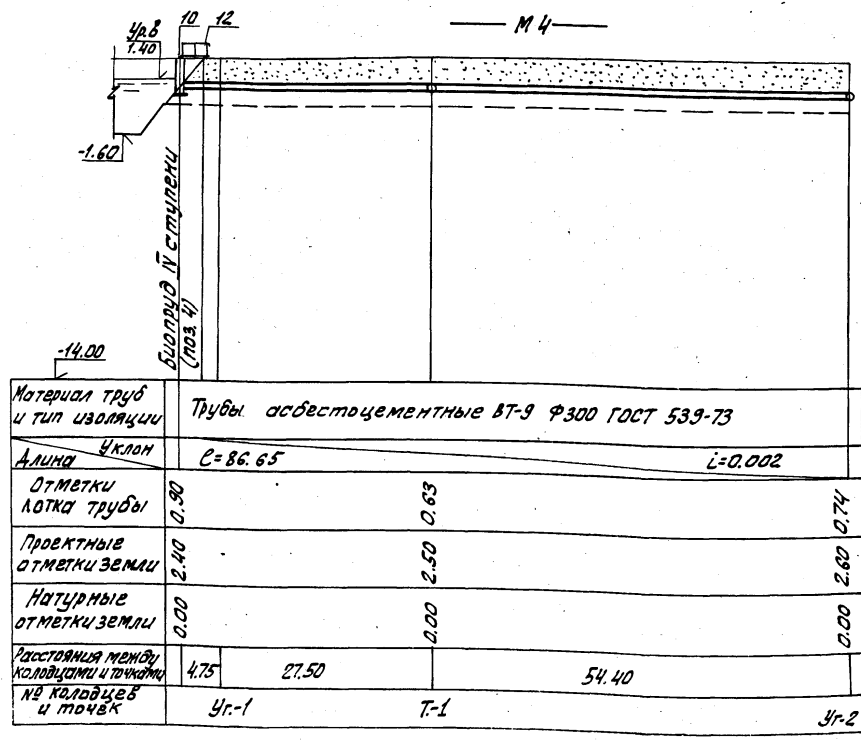 М 4
10 12
Ур.в
1.40
-1.60
Биопруд IV ступени
(поз. 4)
-14.00
Материал труб
и тип изоляции
Трубы асбестоцементные ВТ-9 Ф300 ГОСТ 539-73
Уклон
Длина
ℓ=86.65
i=0.002
Отметки
лотка трубы
0.90 0.63 0.74
Проектные
отметки земли
2.40 2.50 2.60
Натурные
отметки земли
0.00 0.00 0.00
Расстояния между
колодцами и точками
4.75 27.50 54.40
№ колодцев
и точек
Уг.-1 Т.-1 Уг-2